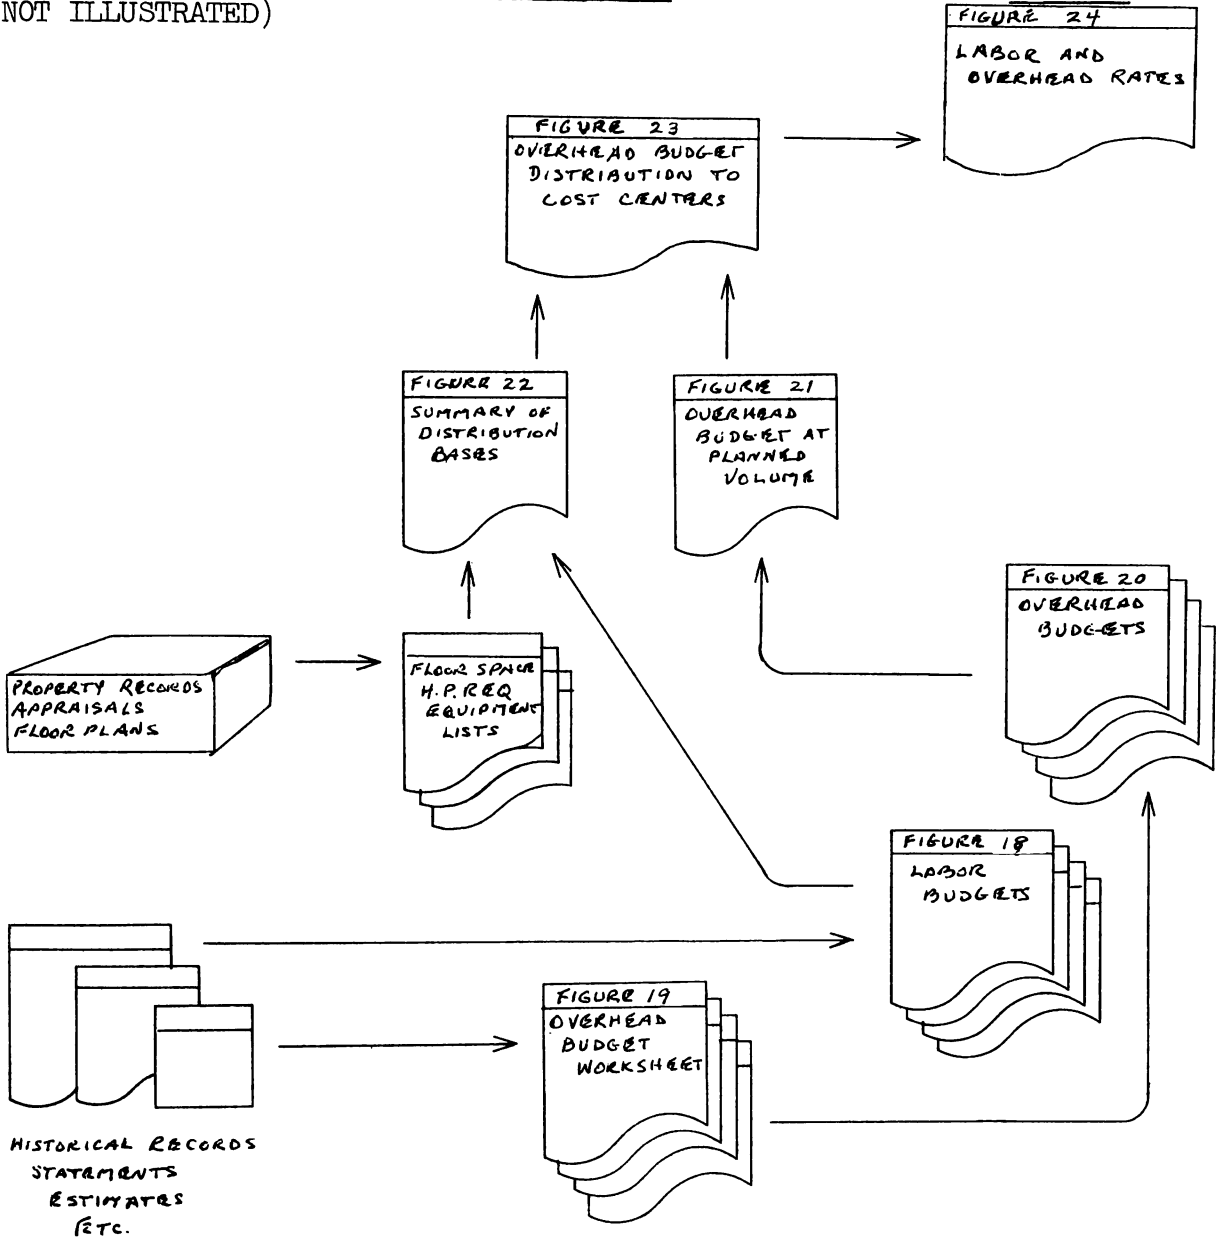 NOT ILLUSTRATED)
FIGURE 24
LABOR AND
OVERHEAD RATES
FIGURE 23
OVERHEAD BUDGET
DISTRIBUTION TO
COST CENTERS
FIGURE 22
SUMMARY OF
DISTRIBUTION
BASES
FIGURE 21
OVERHEAD
BUDGET AT
PLANNED
VOLUME
FIGURE 20
OVERHEAD
BUDGETS
PROPERTY RECORDS
APPRAISALS
FLOOR PLANS
FLOOR SPACE
H.P. REQ
EQUIPMENT
LISTS
FIGURE 18
LABOR
BUDGETS
FIGURE 19
OVERHEAD
BUDGET
WORKSHEET
HISTORICAL RECORDS
STATEMENTS
ESTIMATES
ETC.